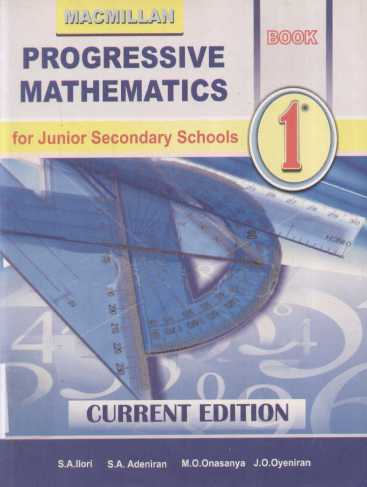 MACMILLAN
BOOK
PROGRESSIVE
MATHEMATICS
for Junior Secondary Schools
1
CURRENT EDITION
S.A.Ilori S.A. Adeniran M.O.Onasanya J.O.Oyeniran